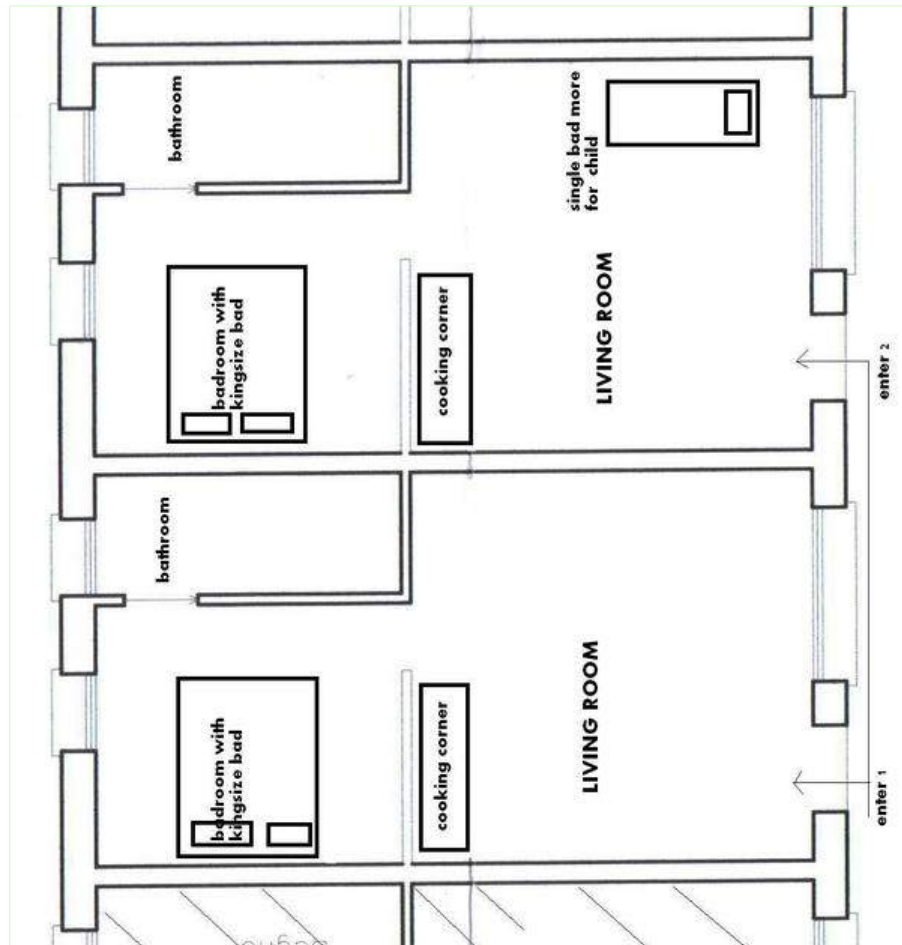 bathroom
single bad more
for child
badroom with
kingsize bad
cooking corner
LIVING ROOM
enter 2
bathroom
badroom with
kingsize bad
cooking corner
LIVING ROOM
enter 1
bagno